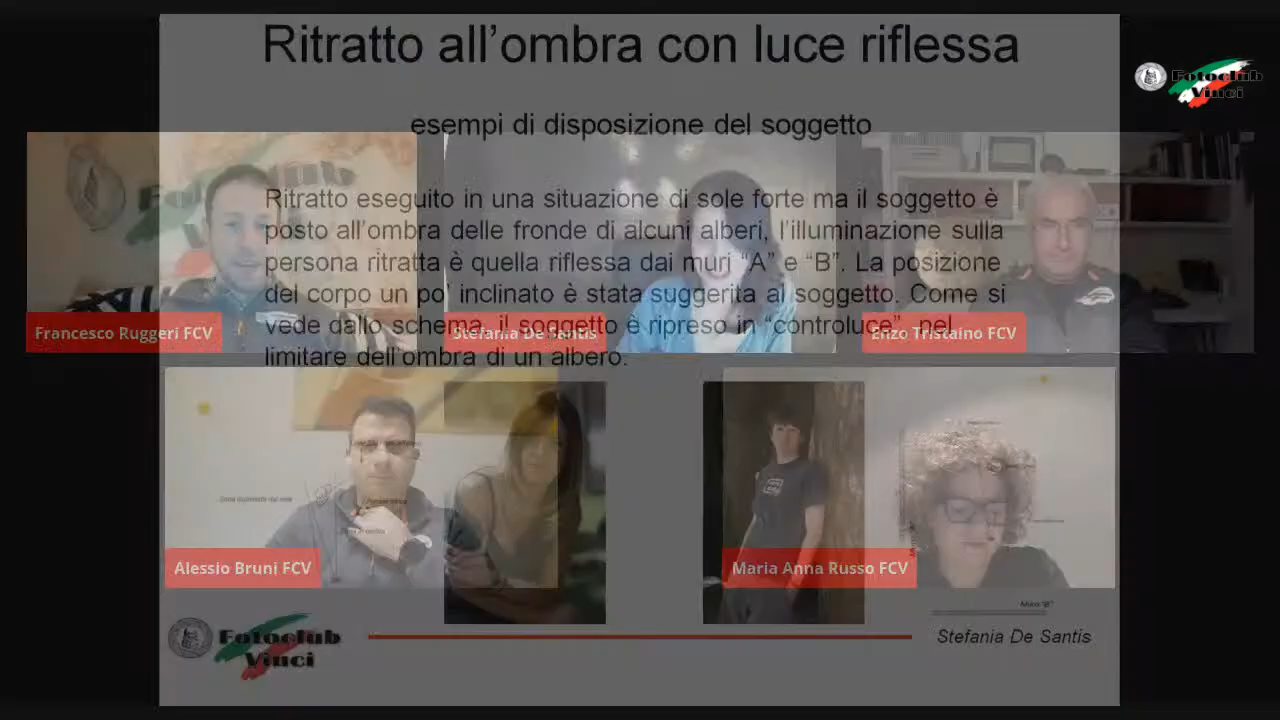 Ritratto all’ombra con luce riflessa
Fotoclub
Vinci
esempi di disposizione del soggetto
Ritratto eseguito in una situazione di sole forte ma il soggetto è
posto all’ombra delle fronde di alcuni alberi, l’illuminazione sulla
persona ritratta è quella riflessa dai muri “A” e “B”. La posizione
del corpo un po’ inclinato è stata suggerita al soggetto. Come si
vede dallo schema, il soggetto è ripreso in “controluce”, nel
limitare dell’ombra di un albero.
Francesco Ruggeri FCV
Stefania De Santis
Enzo Tristaino FCV
Alessio Bruni FCV
Maria Anna Russo FCV
Muro “B”
Fotoclub
Vinci
Stefania De Santis